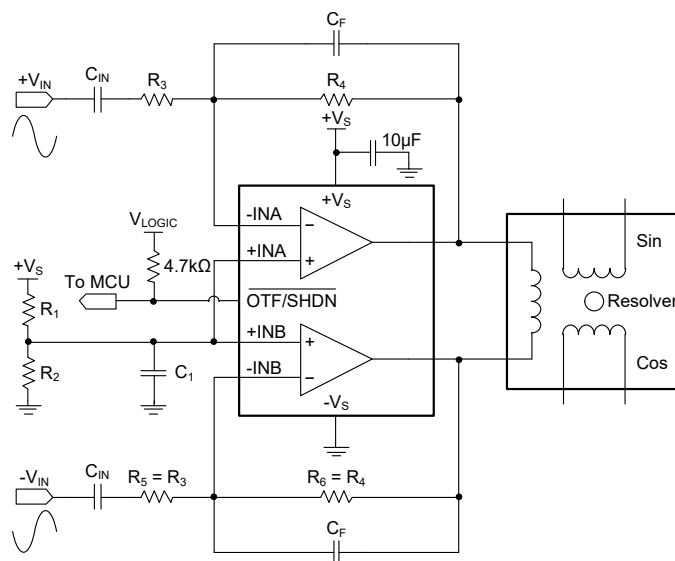 C_F
+V_IN
C_IN
R_3
R_4
+V_S
10µF
+V_S
-INA
V_LOGIC
+INA
4.7kΩ
+V_S
To MCU
OTF/SHDN
R_1
+INB
R_2
C_1
-INB
-V_S
Sin
Resolver
Cos
-V_IN
C_IN
R_5 = R_3
R_6 = R_4
C_F